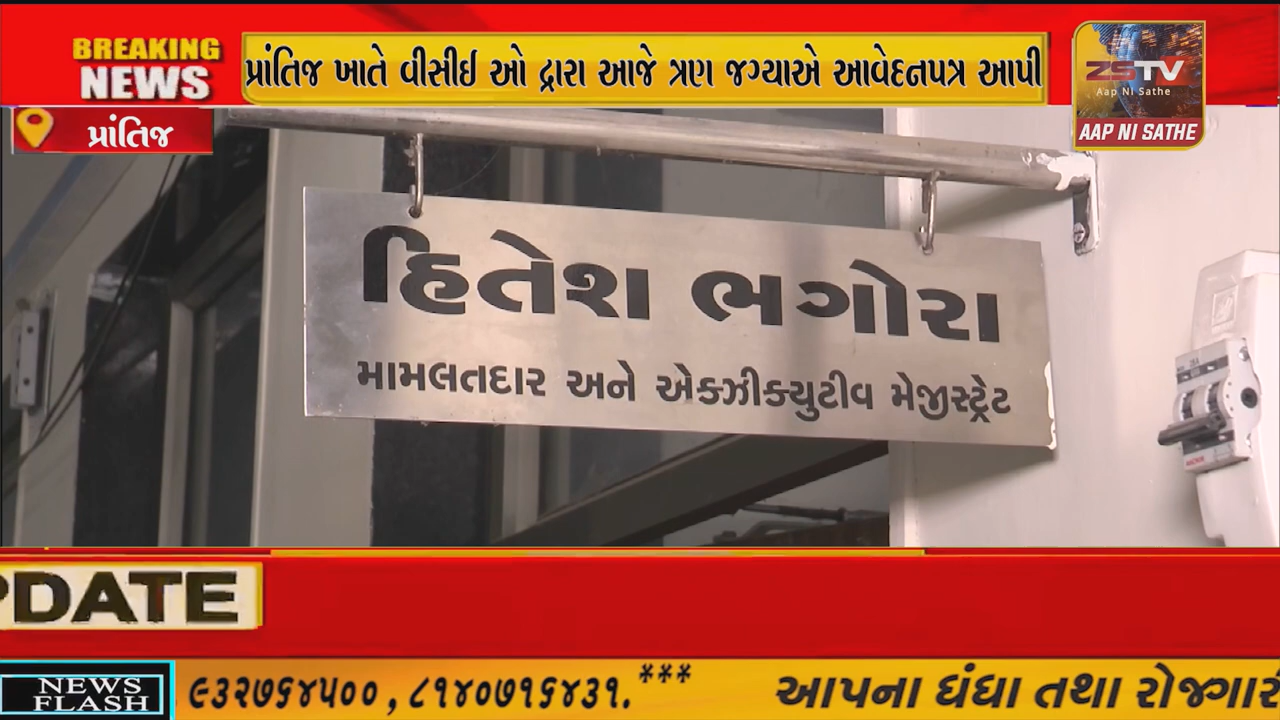 BREAKING
NEWS
પ્રાંતિજ ખાતે વીસીઇ ઓ દ્રારા આજે ત્રણ જગ્યાએ આવેદનપત્ર આપી
ZSTV
Aap Ni Sathe
AAP NI SATHE
પ્રાંતિજ
હિતેશ ભગોરા
મામલતદાર અને એક્ઝીક્યુટીવ મેજીસ્ટ્રેટ
PDATE
NEWS
FLASH
૯૩૨૭૬૪૫૦૦ , ૮૧૪૦૭૧૬૪૩૧.*** આપના ધંધા તથા રોજગાર